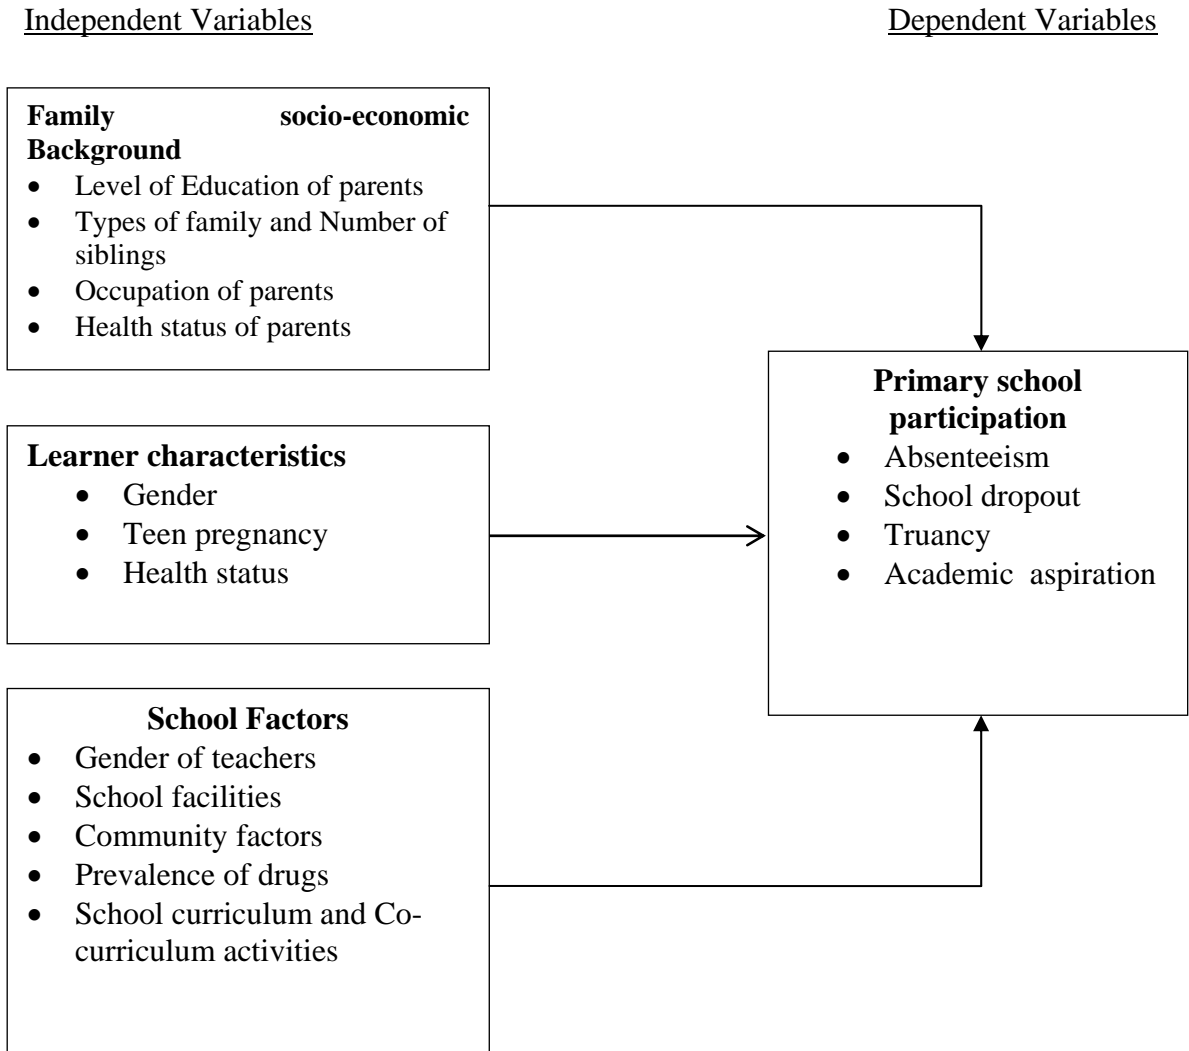 Independent Variables
Dependent Variables
Family socio-economic
Background
• Level of Education of parents
• Types of family and Number of
siblings
• Occupation of parents
• Health status of parents
Learner characteristics
• Gender
• Teen pregnancy
• Health status
School Factors
• Gender of teachers
• School facilities
• Community factors
• Prevalence of drugs
• School curriculum and Co-
curriculum activities
Primary school
participation
• Absenteeism
• School dropout
• Truancy
• Academic aspiration